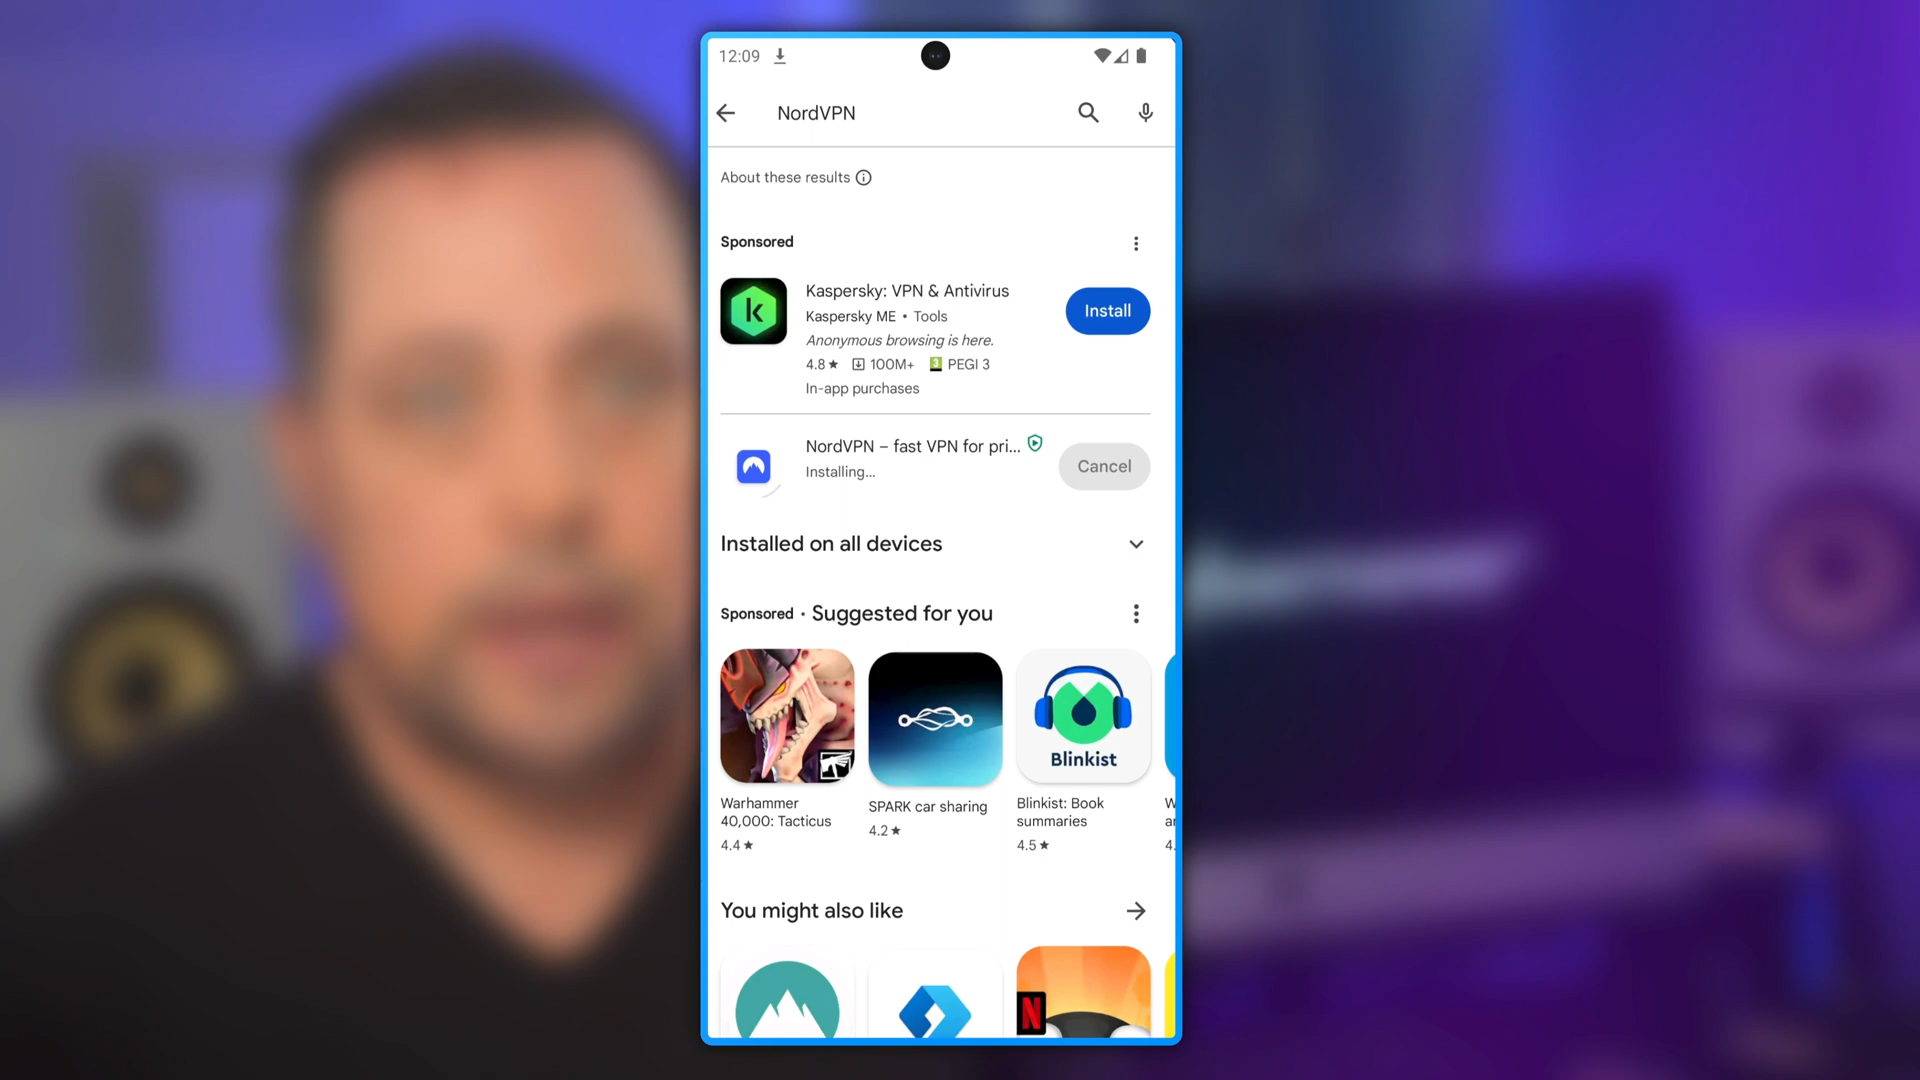 12:09
NordVPN
About these results
Sponsored
Kaspersky: VPN & Antivirus
Kaspersky ME • Tools
Install
Anonymous browsing is here.
4.8★ 100M+ 3 PEGI 3
In-app purchases
NordVPN – fast VPN for pri...
Installing...
Cancel
Installed on all devices
Sponsored · Suggested for you
Blinkist
Warhammer
40,000: Tacticus
4.4★
SPARK car sharing
4.2★
Blinkist: Book
summaries
4.5★
You might also like
N